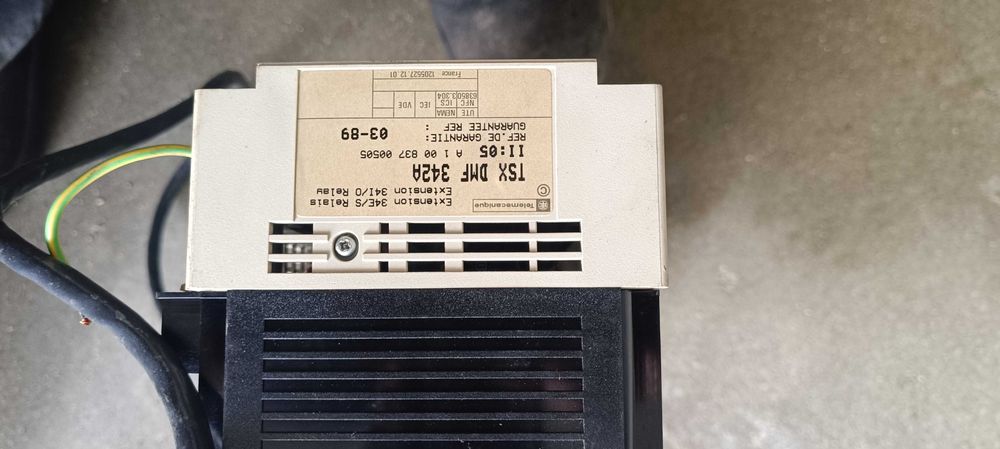 Telemecanique
Extension 34E/S Relais
Extension 34I/O Relay
TSX DMF 342A
II:05 A 1 00 837 00505
REF.DE GARANTIE: 03-89
GUARANTEE REF :
UTE NEMA
NFC ICS IEC VDE
63850 3.304
France 1205527.12.01